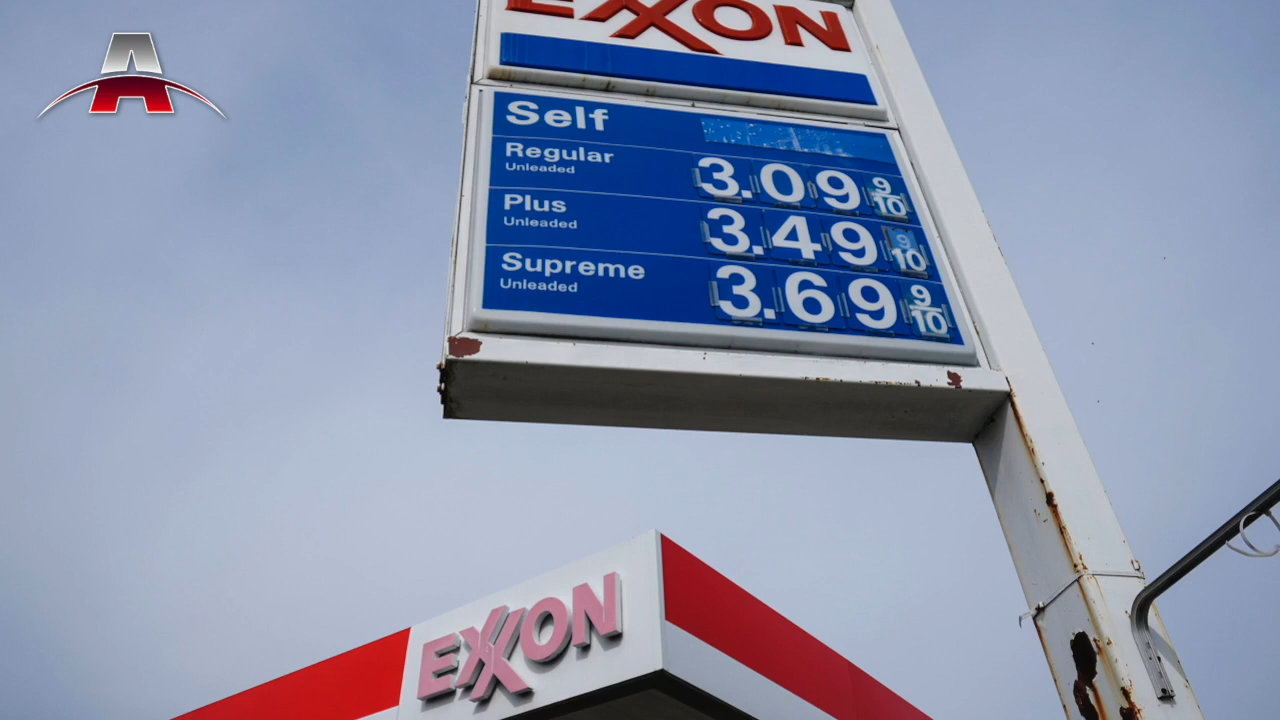 A
EXXON
Self
Regular
Unleaded
3.09 9/10
Plus
Unleaded
3.49 9/10
Supreme
Unleaded
3.69 9/10
EXXON